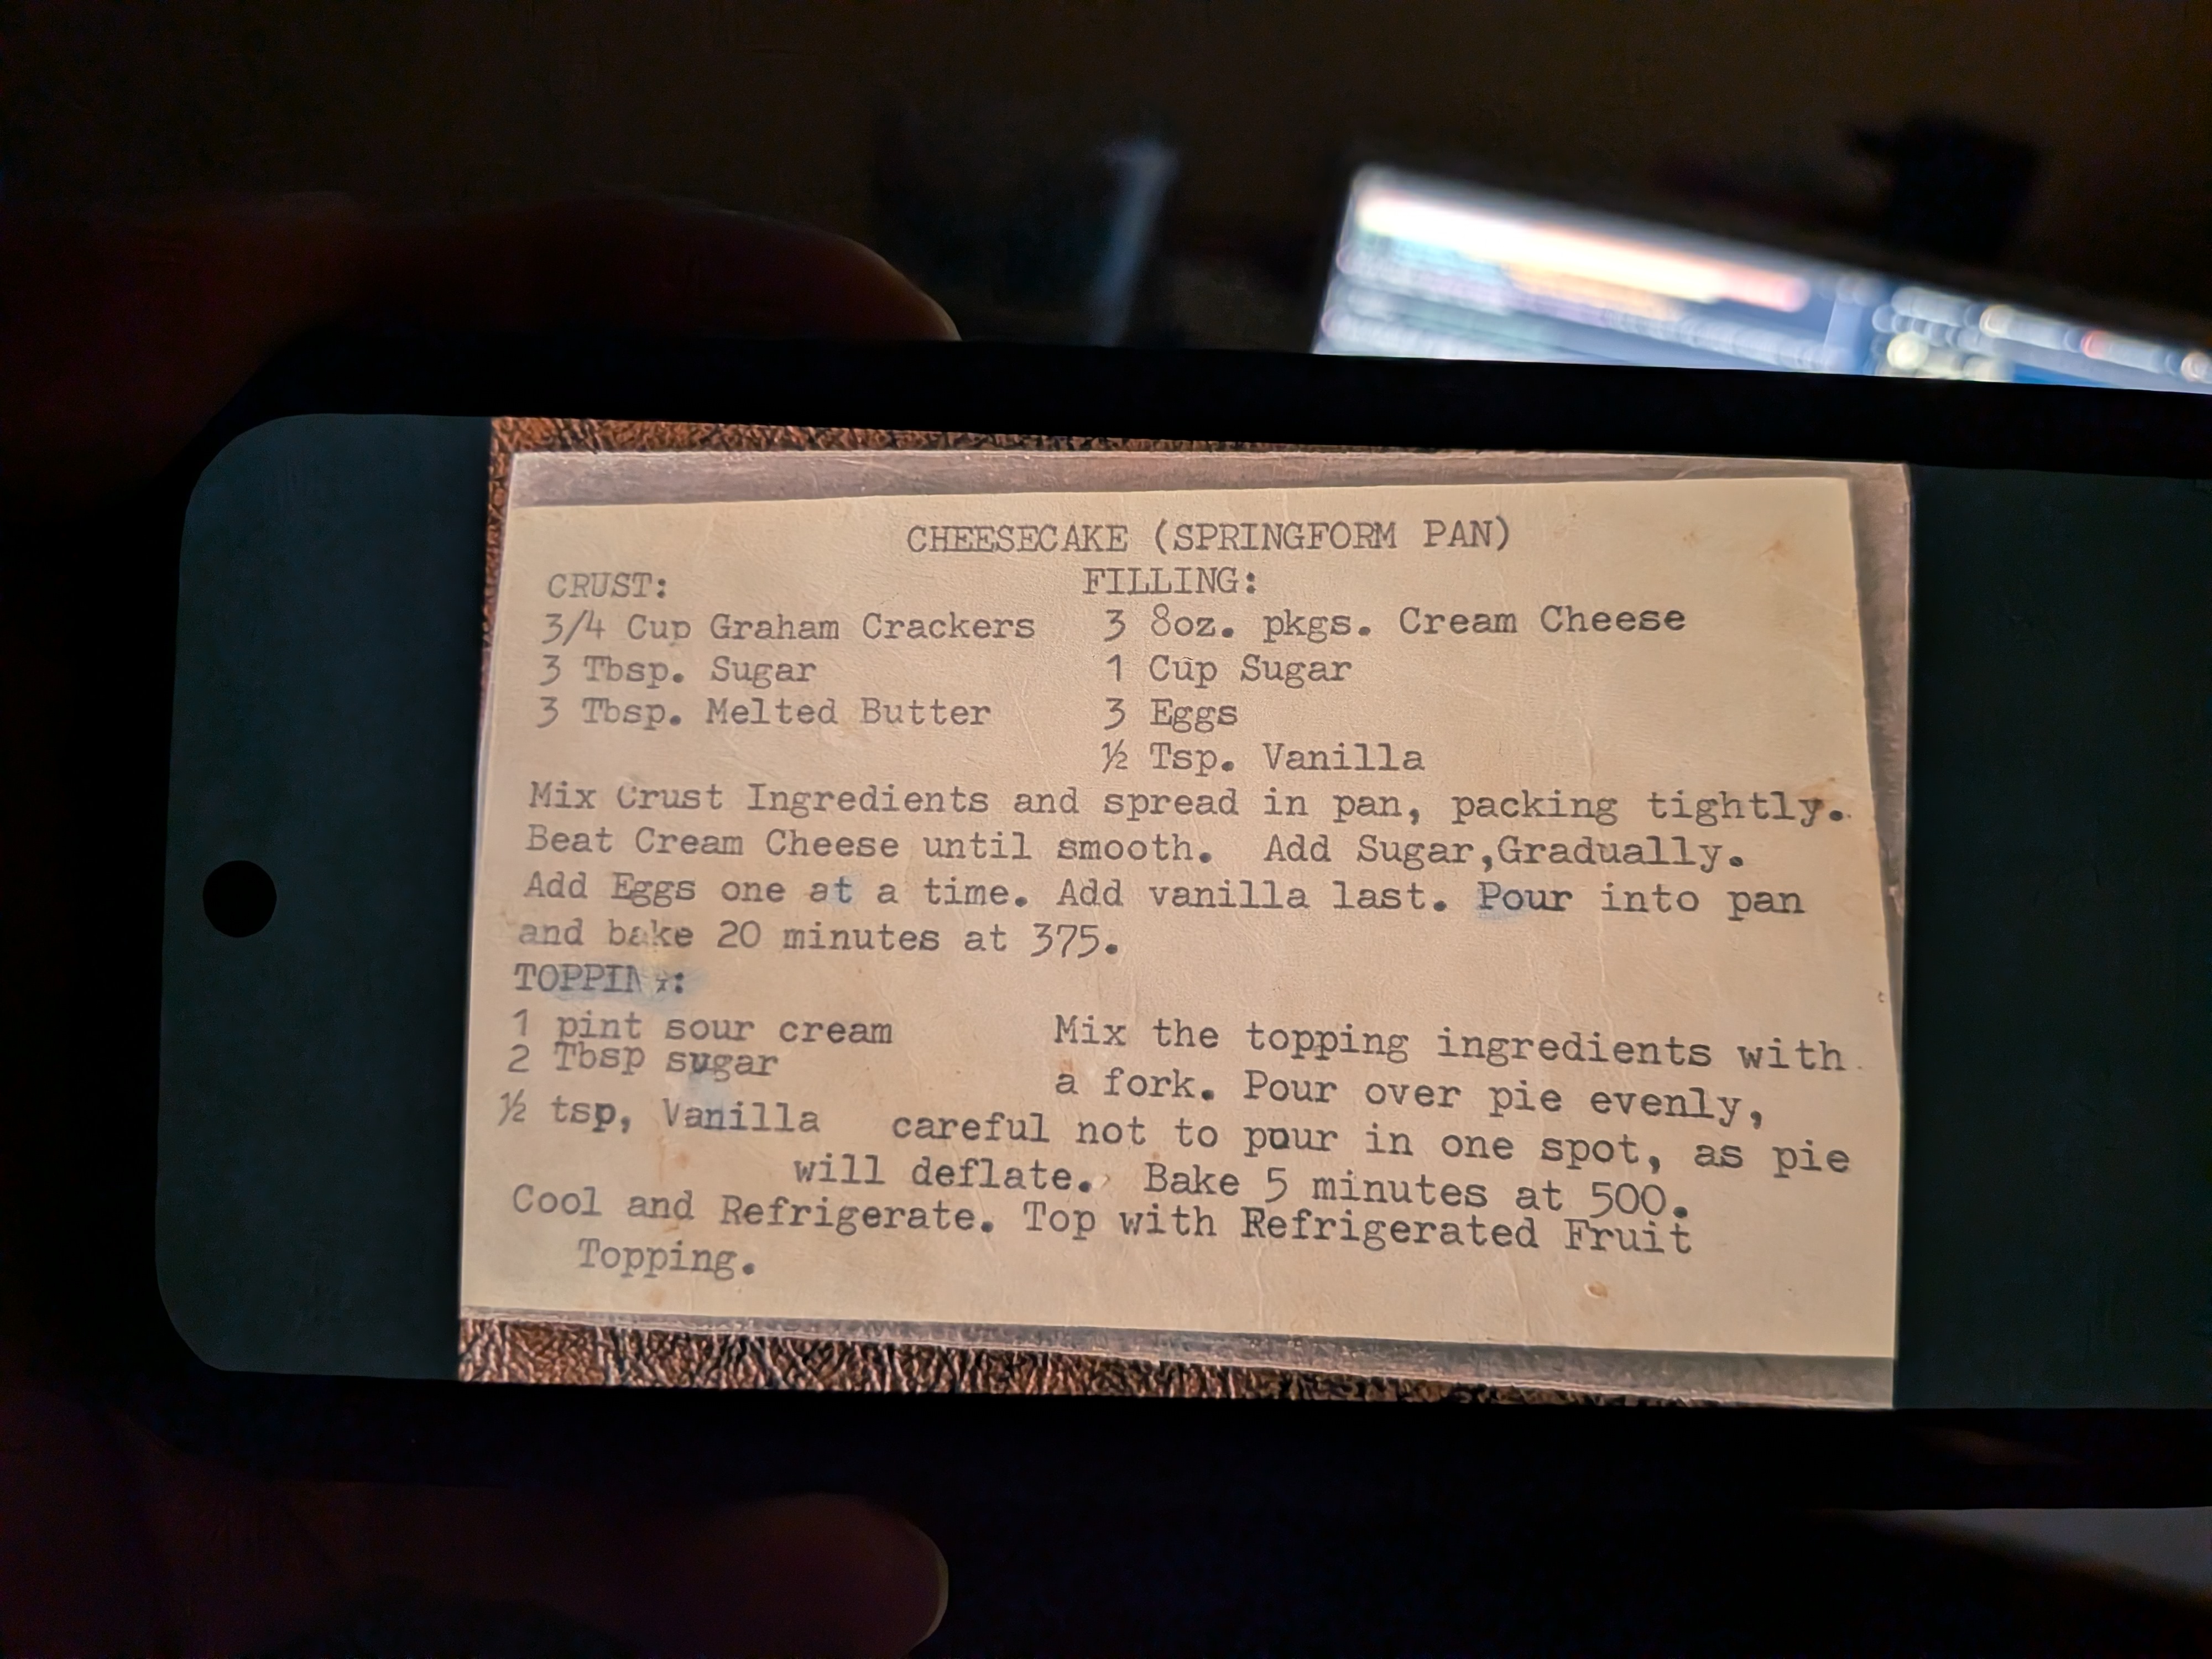 CHEESECAKE (SPRINGFORM PAN)
CRUST:
3/4 Cup Graham Crackers
3 Tbsp. Sugar
3 Tbsp. Melted Butter
FILLING:
3 8oz. pkgs. Cream Cheese
1 Cup Sugar
3 Eggs
½ Tsp. Vanilla
Mix Crust Ingredients and spread in pan, packing tightly.
Beat Cream Cheese until smooth. Add Sugar,Gradually.
Add Eggs one at a time. Add vanilla last. Pour into pan
and bake 20 minutes at 375.
TOPPING:
1 pint sour cream
2 Tbsp sugar
½ tsp, Vanilla
Mix the topping ingredients with
a fork. Pour over pie evenly,
careful not to pour in one spot, as pie
will deflate. Bake 5 minutes at 500.
Cool and Refrigerate. Top with Refrigerated Fruit
Topping.